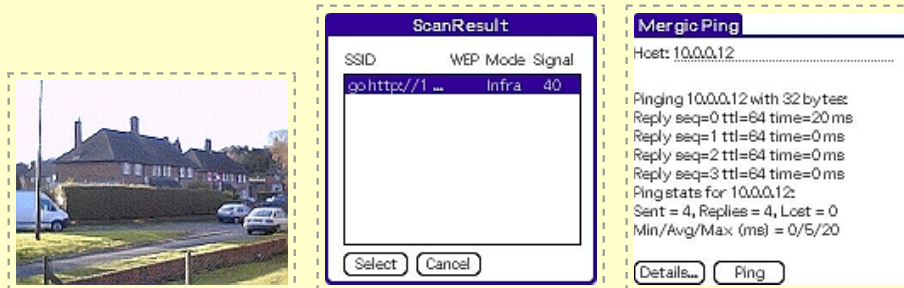 ScanResult
SSID WEP Mode Signal
go http://1 ... Infra 40
Select Cancel
Mergic Ping
Host: 10.0.0.12
Pinging 10.0.0.12 with 32 bytes:
Reply seq=0 ttl=64 time=20 ms
Reply seq=1 ttl=64 time=0 ms
Reply seq=2 ttl=64 time=0 ms
Reply seq=3 ttl=64 time=0 ms
Ping stats for 10.0.0.12:
Sent = 4, Replies = 4, Lost = 0
Min/Avg/Max (ms) = 0/5/20
Details... Ping